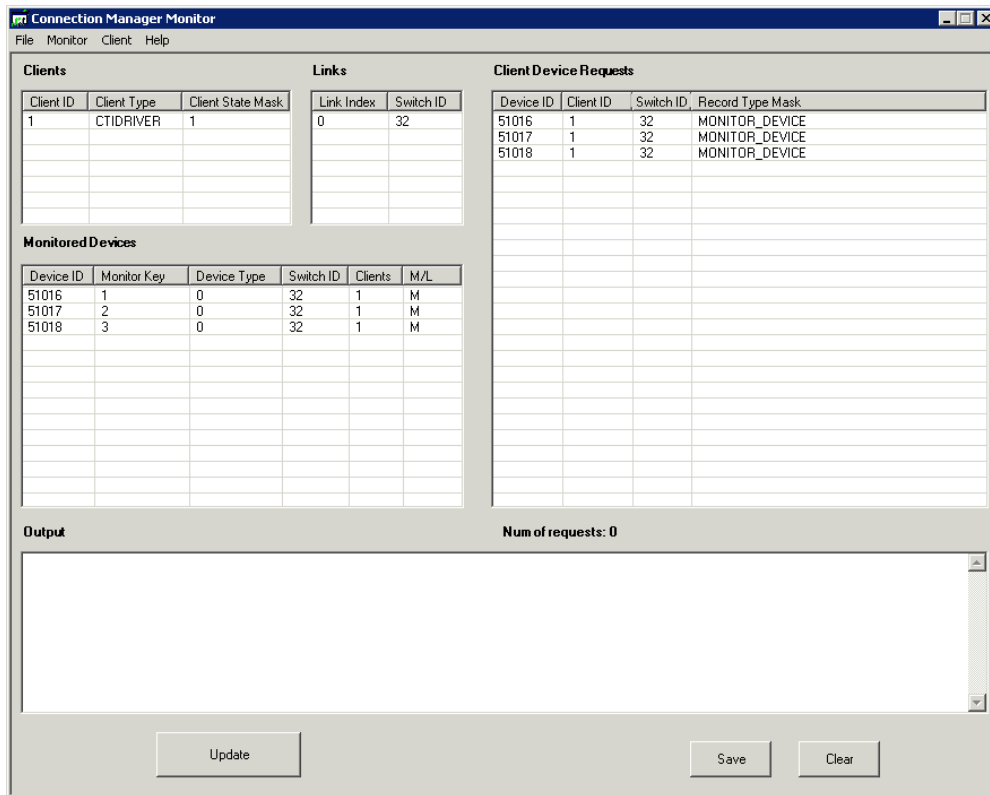 Connection Manager Monitor
File Monitor Client Help
Clients
Client ID Client Type Client State Mask
1 CTIDRIVER 1
Links
Link Index Switch ID
0 32
Client Device Requests
Device ID Client ID Switch ID Record Type Mask
51016 1 32 MONITOR_DEVICE
51017 1 32 MONITOR_DEVICE
51018 1 32 MONITOR_DEVICE
Monitored Devices
Device ID Monitor Key Device Type Switch ID Clients M/L
51016 1 0 32 1 M
51017 2 0 32 1 M
51018 3 0 32 1 M
Output
Num of requests: 0
Update
Save
Clear